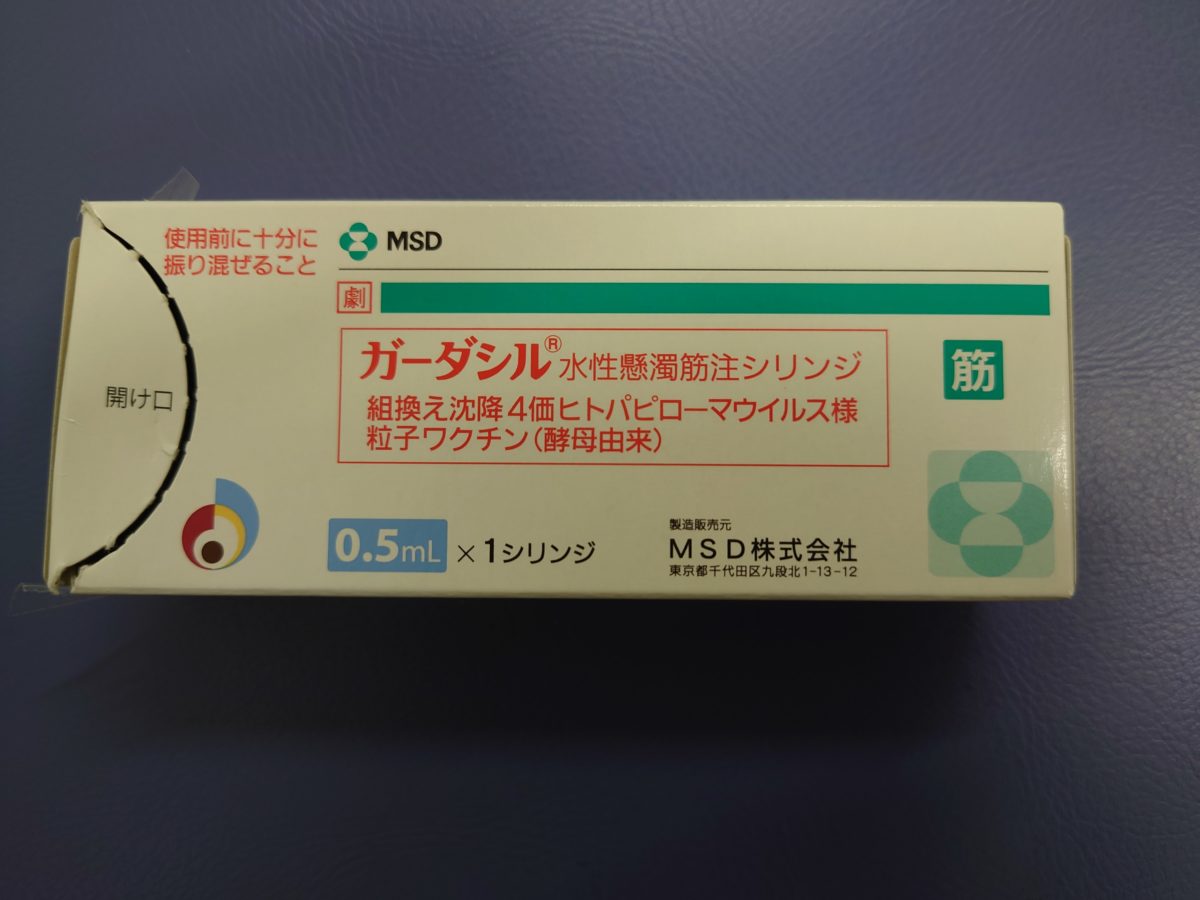 使用前に十分に
振り混ぜること
MSD
劇
ガーダシル® 水性懸濁筋注シリンジ
組換え沈降4価ヒトパピローマウイルス様
粒子ワクチン(酵母由来)
筋
開け口
0.5mL ×1シリンジ
製造販売元
MSD株式会社
東京都千代田区九段北1-13-12